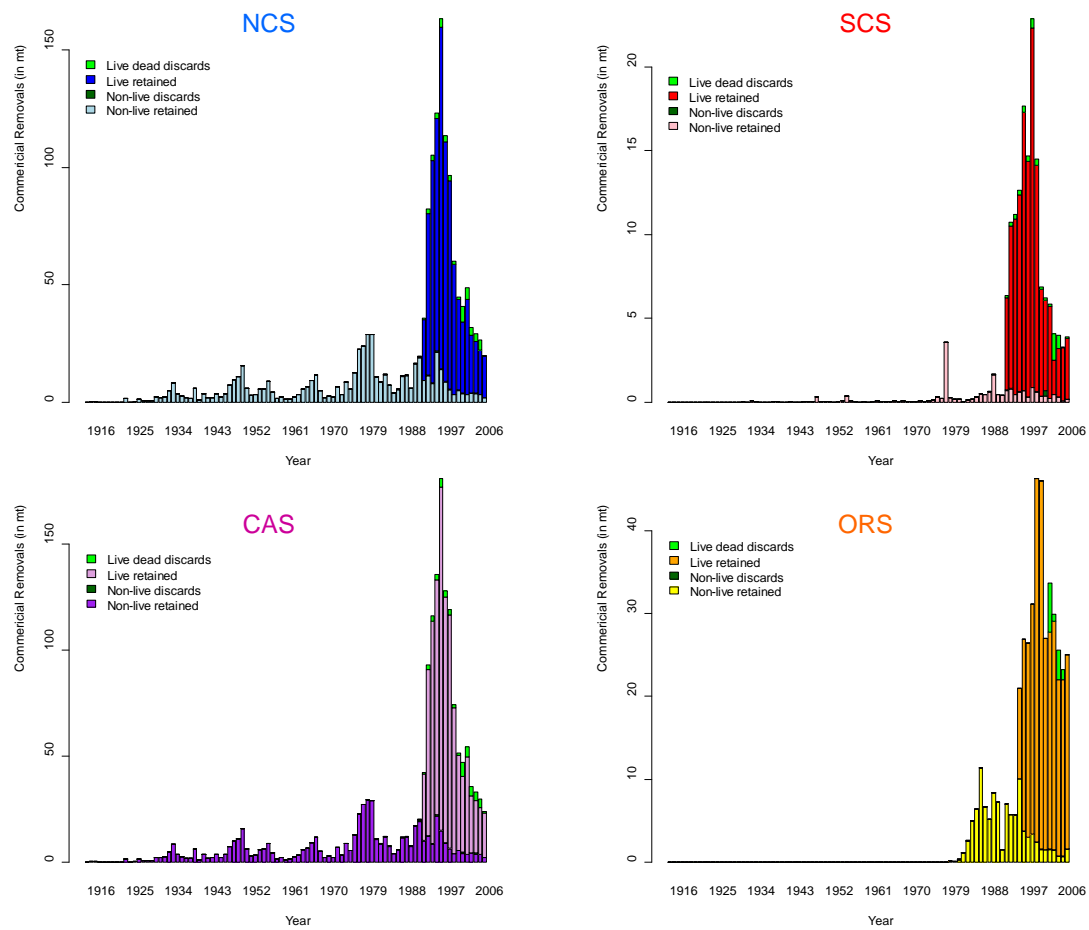 NCS
Commericial Removals (in mt)
0 50 100 150
Live dead discards
Live retained
Non-live discards
Non-live retained
1916 1925 1934 1943 1952 1961 1970 1979 1988 1997 2006
Year
SCS
Commericial Removals (in mt)
0 5 10 15 20
Live dead discards
Live retained
Non-live discards
Non-live retained
1916 1925 1934 1943 1952 1961 1970 1979 1988 1997 2006
Year
CAS
Commericial Removals (in mt)
0 50 100 150
Live dead discards
Live retained
Non-live discards
Non-live retained
1916 1925 1934 1943 1952 1961 1970 1979 1988 1997 2006
Year
ORS
Commericial Removals (in mt)
0 10 20 30 40
Live dead discards
Live retained
Non-live discards
Non-live retained
1916 1925 1934 1943 1952 1961 1970 1979 1988 1997 2006
Year